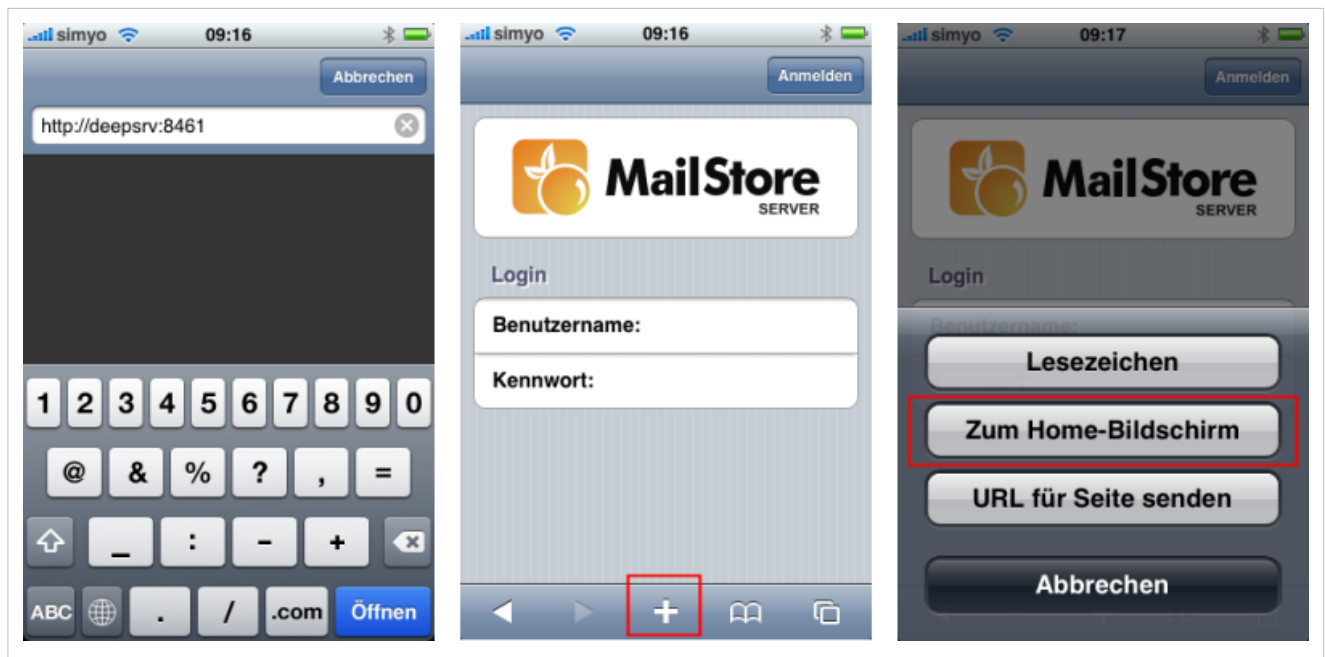 simyo 09:16
Abbrechen
http://deepsrv:8461
1 2 3 4 5 6 7 8 9 0
@ & % ? , =
_ : - +
ABC . / .com Öffnen
simyo 09:16
Anmelden
MailStore
SERVER
Login
Benutzername:
Kennwort:
simyo 09:17
Anmelden
MailStore
SERVER
Login
Benutzername:
Lesezeichen
Zum Home-Bildschirm
URL für Seite senden
Abbrechen